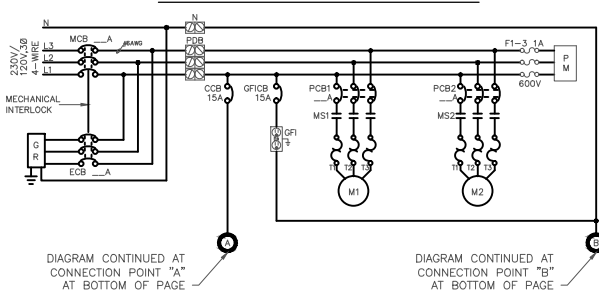 N
N
L3
L2
L1
230V/
120V,3Ø
4-WIRE
MCB __A
#6AWG
PDB
F1-3 1A
600V
P
M
MECHANICAL
INTERLOCK
CCB
15A
GFICB
15A
PCB1
__A
PCB2
__A
MS1
MS2
GFI
G
R
ECB __A
T1 T2 T3
T1 T2 T3
M1
M2
A
B
DIAGRAM CONTINUED AT
CONNECTION POINT "A"
AT BOTTOM OF PAGE
DIAGRAM CONTINUED AT
CONNECTION POINT "B"
AT BOTTOM OF PAGE